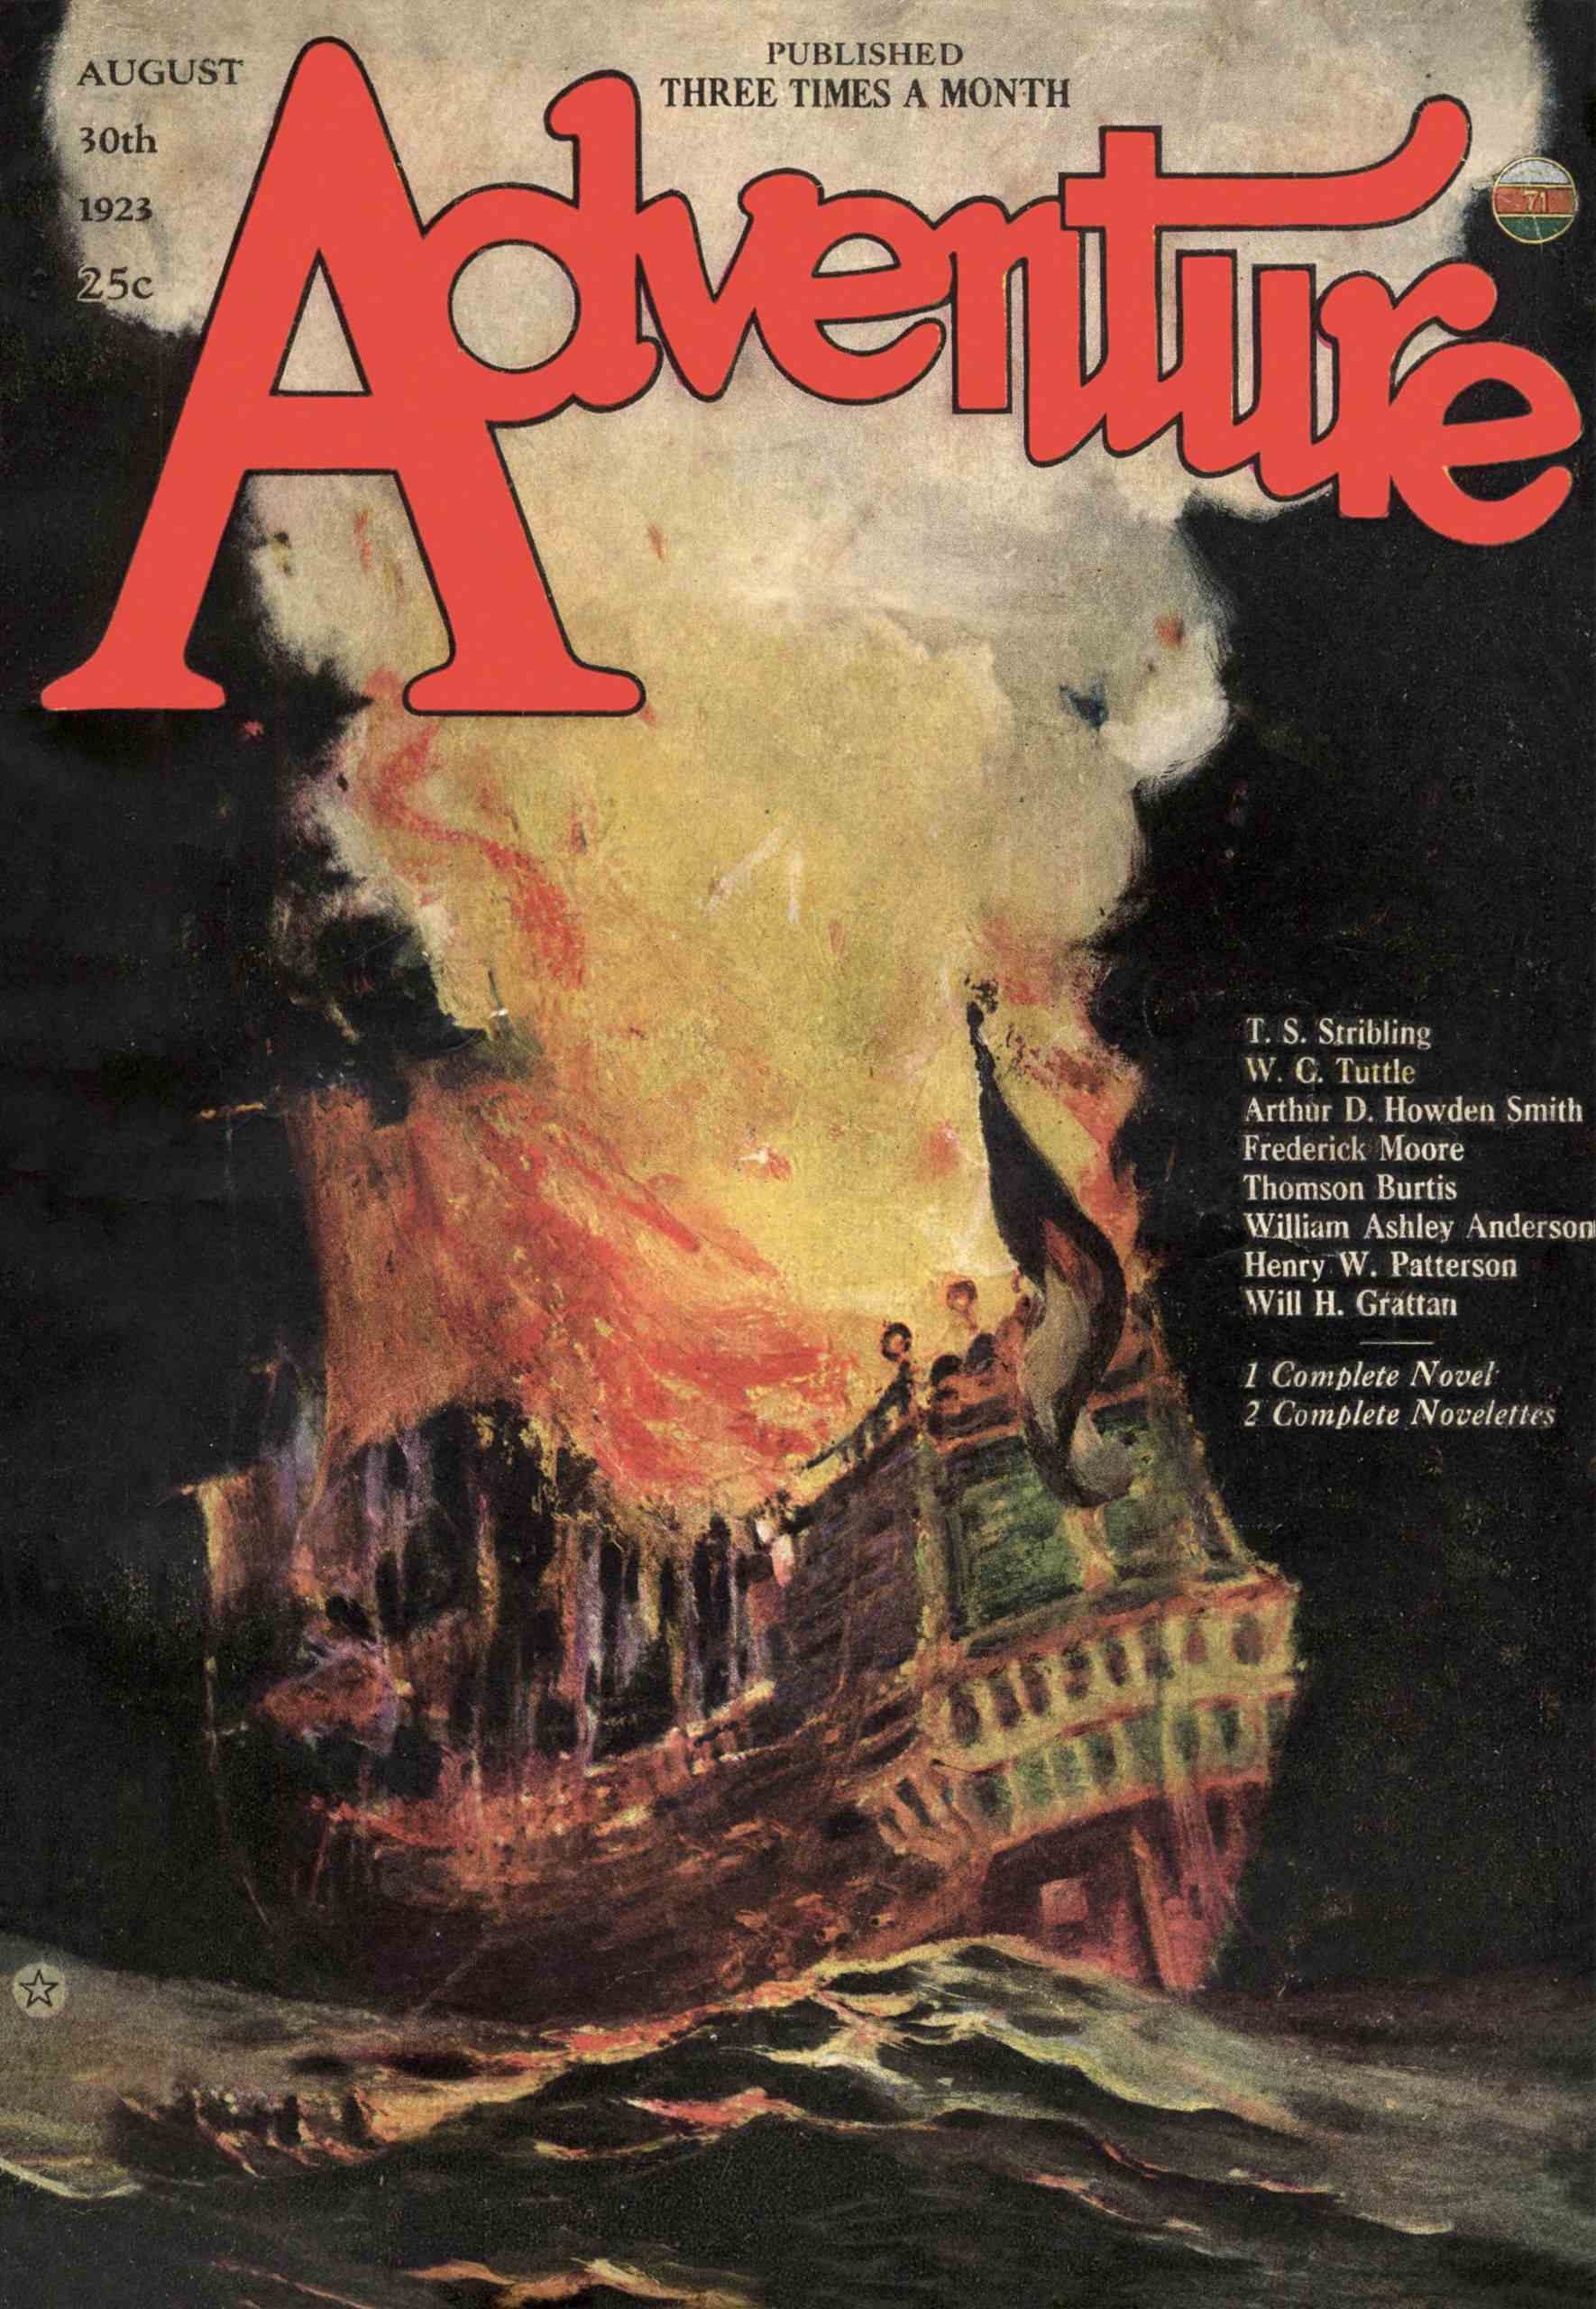 AUGUST
30th
1923
25c
PUBLISHED
THREE TIMES A MONTH
Adventure
71
T. S. Stribling
W. C. Tuttle
Arthur D. Howden Smith
Frederick Moore
Thomson Burtis
William Ashley Anderson
Henry W. Patterson
Will H. Grattan
1 Complete Novel
2 Complete Novelettes